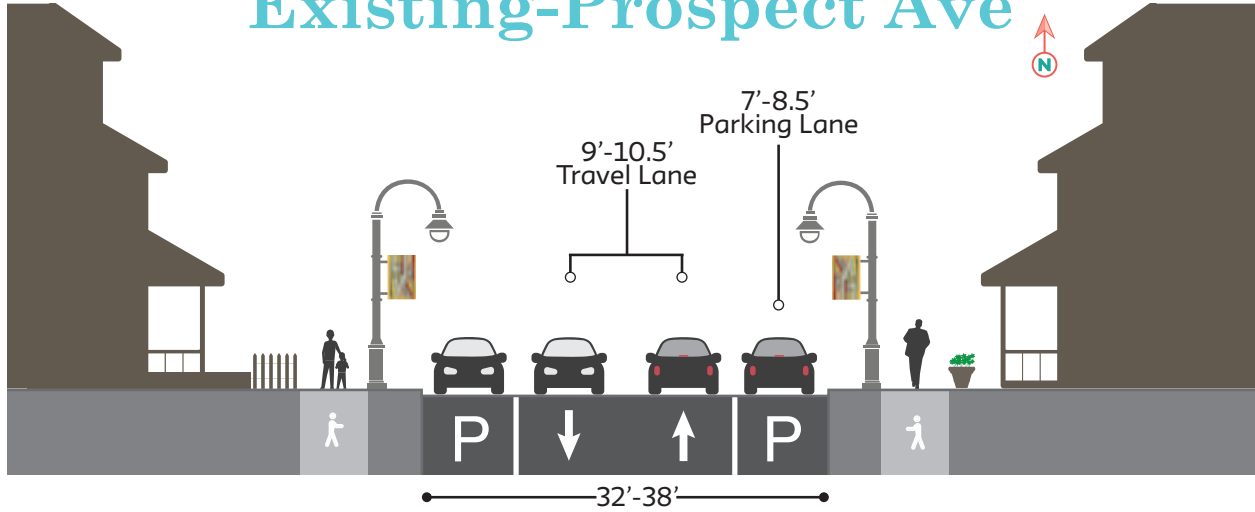 Existing-Prospect Ave
N
7’-8.5’
Parking Lane
9’-10.5’
Travel Lane
P P
32’-38’